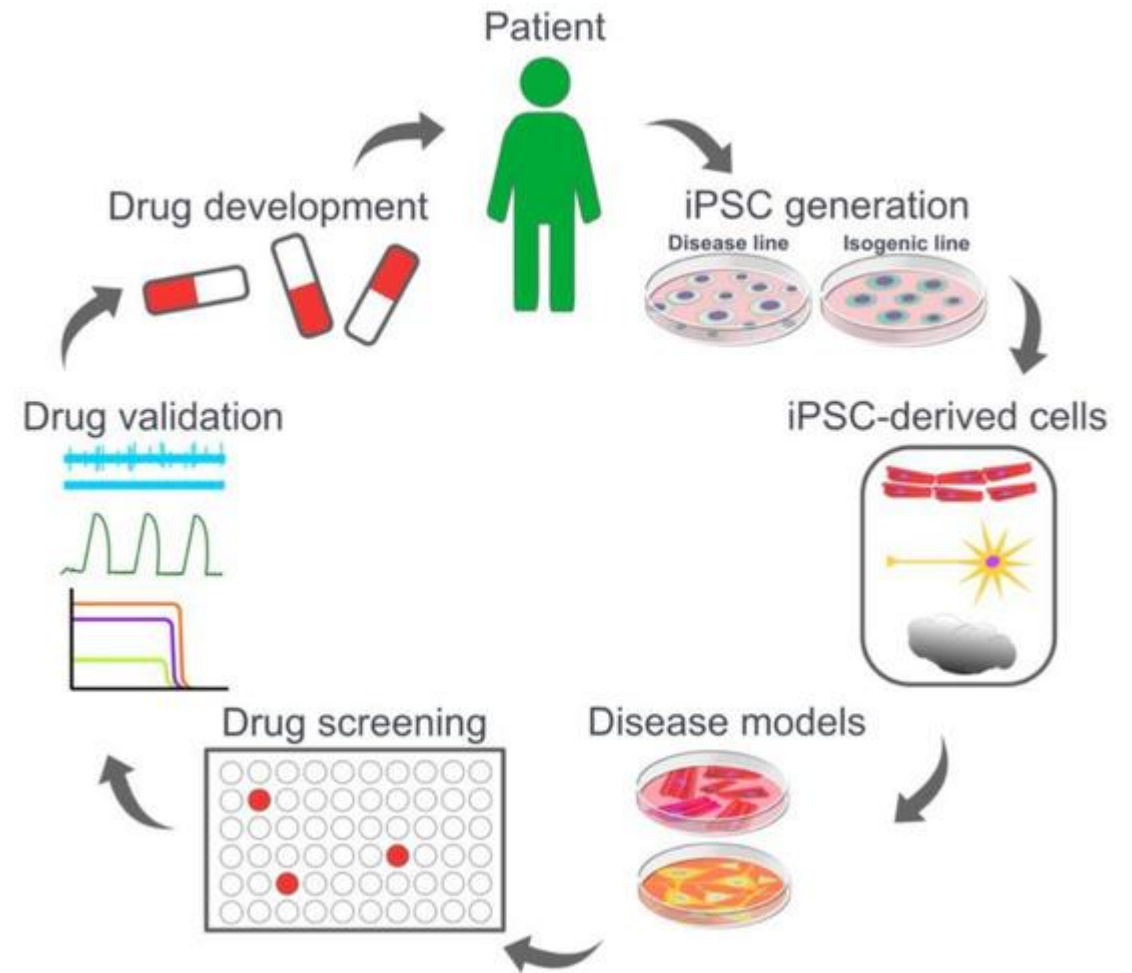 Patient
iPSC generation
Disease line
Isogenic line
iPSC-derived cells
Disease models
Drug screening
Drug validation
Drug development